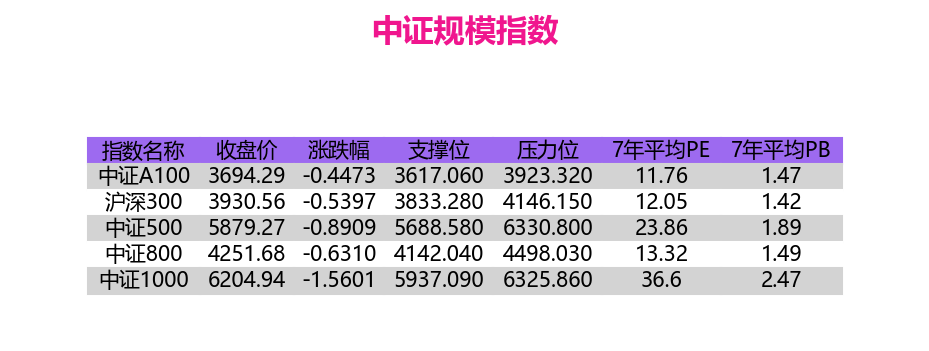 中证规模指数
指数名称 收盘价 涨跌幅 支撑位 压力位 7年平均PE 7年平均PB
中证A100 3694.29 -0.4473 3617.060 3923.320 11.76 1.47
沪深300 3930.56 -0.5397 3833.280 4146.150 12.05 1.42
中证500 5879.27 -0.8909 5688.580 6330.800 23.86 1.89
中证800 4251.68 -0.6310 4142.040 4498.030 13.32 1.49
中证1000 6204.94 -1.5601 5937.090 6325.860 36.6 2.47